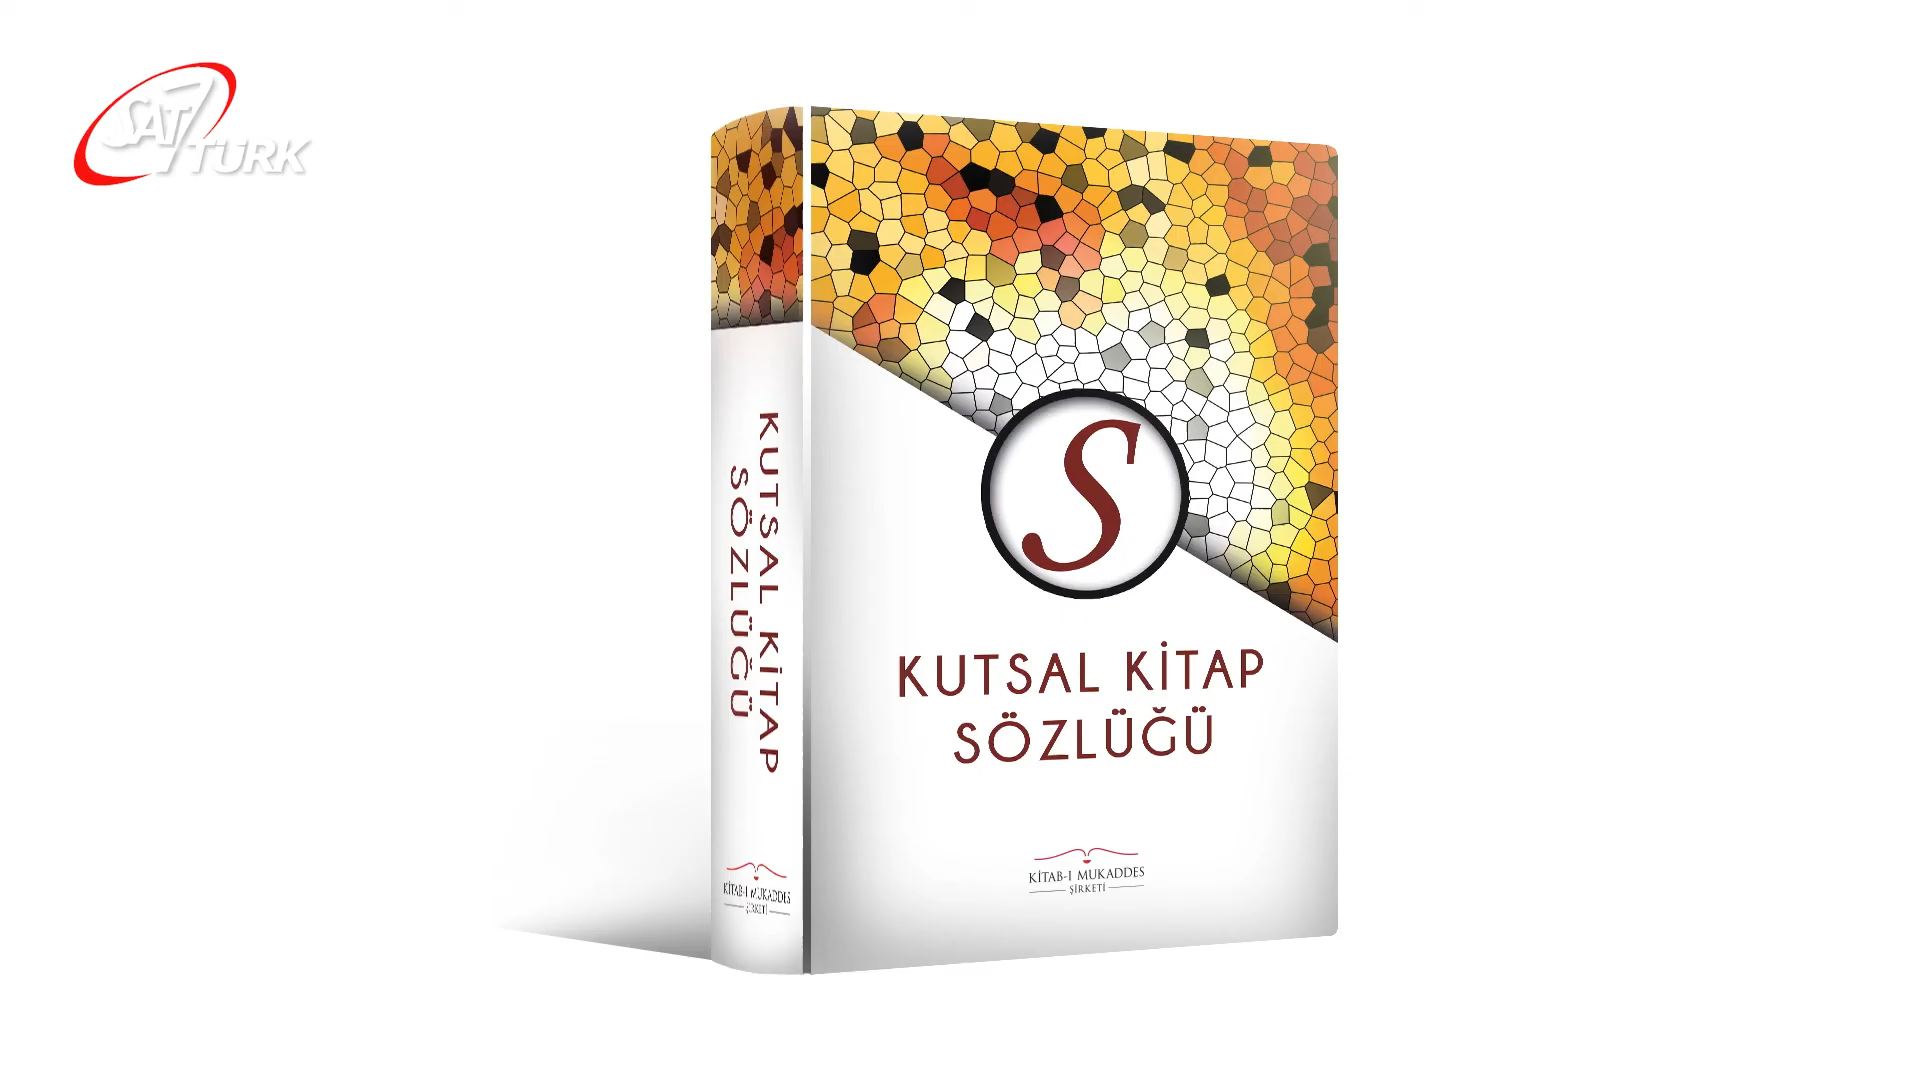 SAT7
TÜRK
KUTSAL KİTAP
SÖZLÜĞÜ
KİTAB-I MUKADDES
ŞİRKETİ
S
KUTSAL KİTAP
SÖZLÜĞÜ
KİTAB-I MUKADDES
ŞİRKETİ